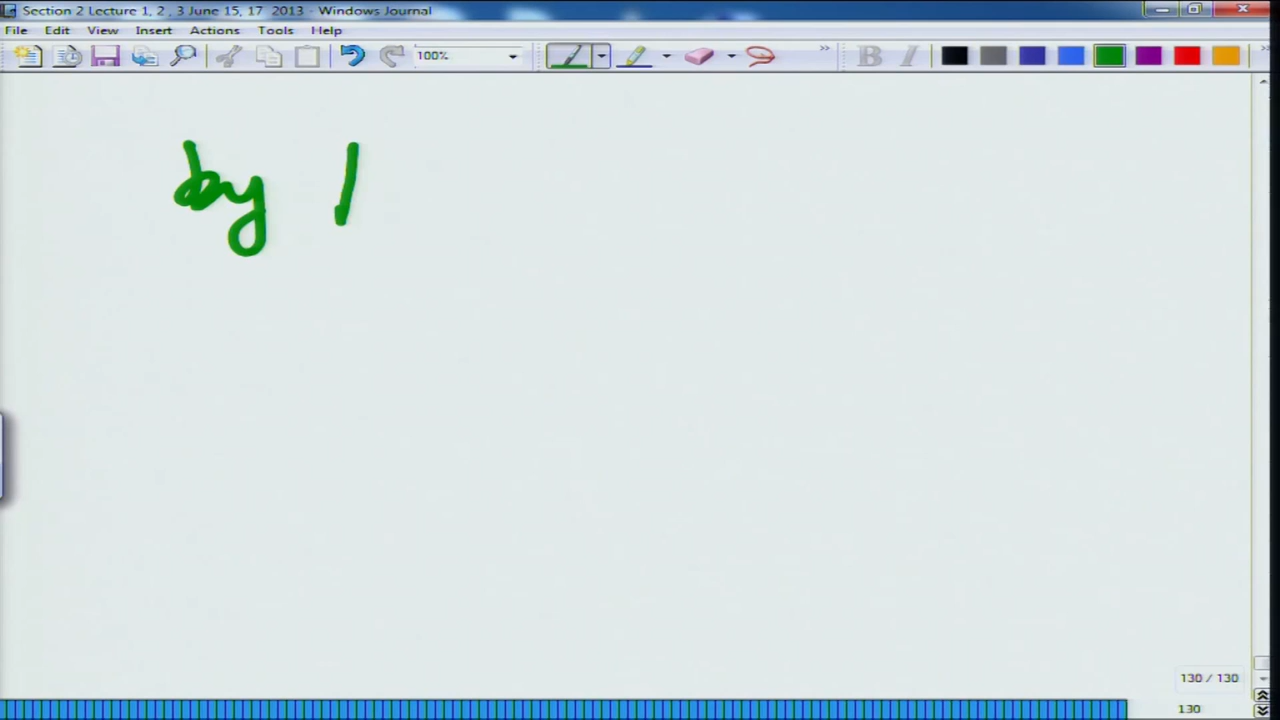 Section 2 Lecture 1, 2 , 3 June 15, 17 2013 - Windows Journal
File Edit View Insert Actions Tools Help
100% B I
by
130 / 130
130